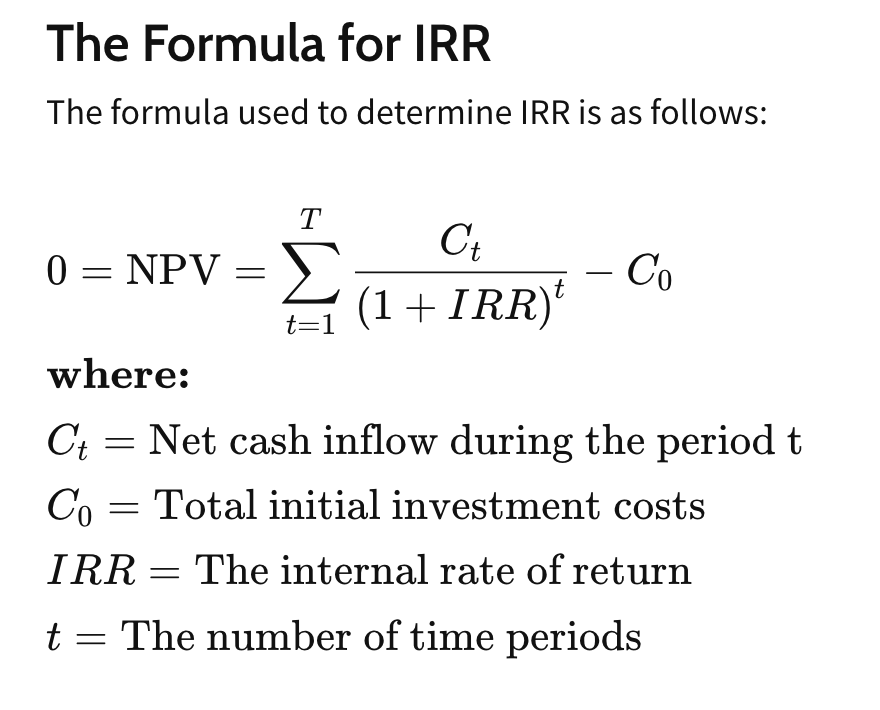 The Formula for IRR
The formula used to determine IRR is as follows:
0 = NPV = \sum_{t=1}^{T} \frac{C_t}{(1 + IRR)^t} − C_0
where:
C_t = Net cash inflow during the period t
C_0 = Total initial investment costs
IRR = The internal rate of return
t = The number of time periods